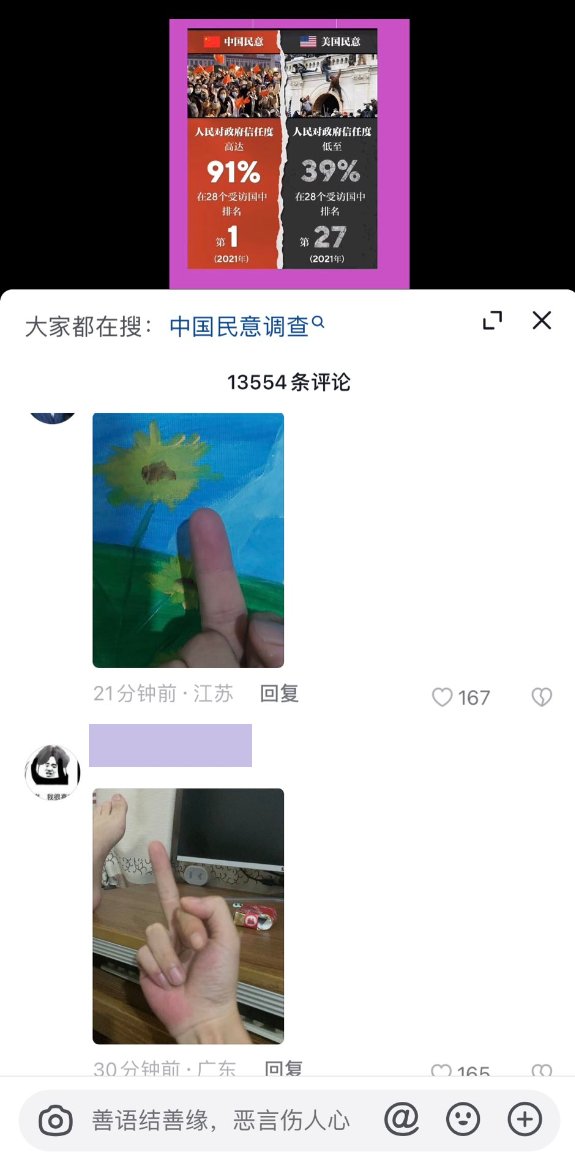 中国民意 美国民意
人民对政府信任度 人民对政府信任度
高达 低至
91% 39%
在28个受访国中 在28个受访国中
排名 排名
第1 第27
(2021年) (2021年)
大家都在搜：中国民意调查
13554条评论
21分钟前·江苏 回复 167
30分钟前·广东 回复 165
善语结善缘，恶言伤人心